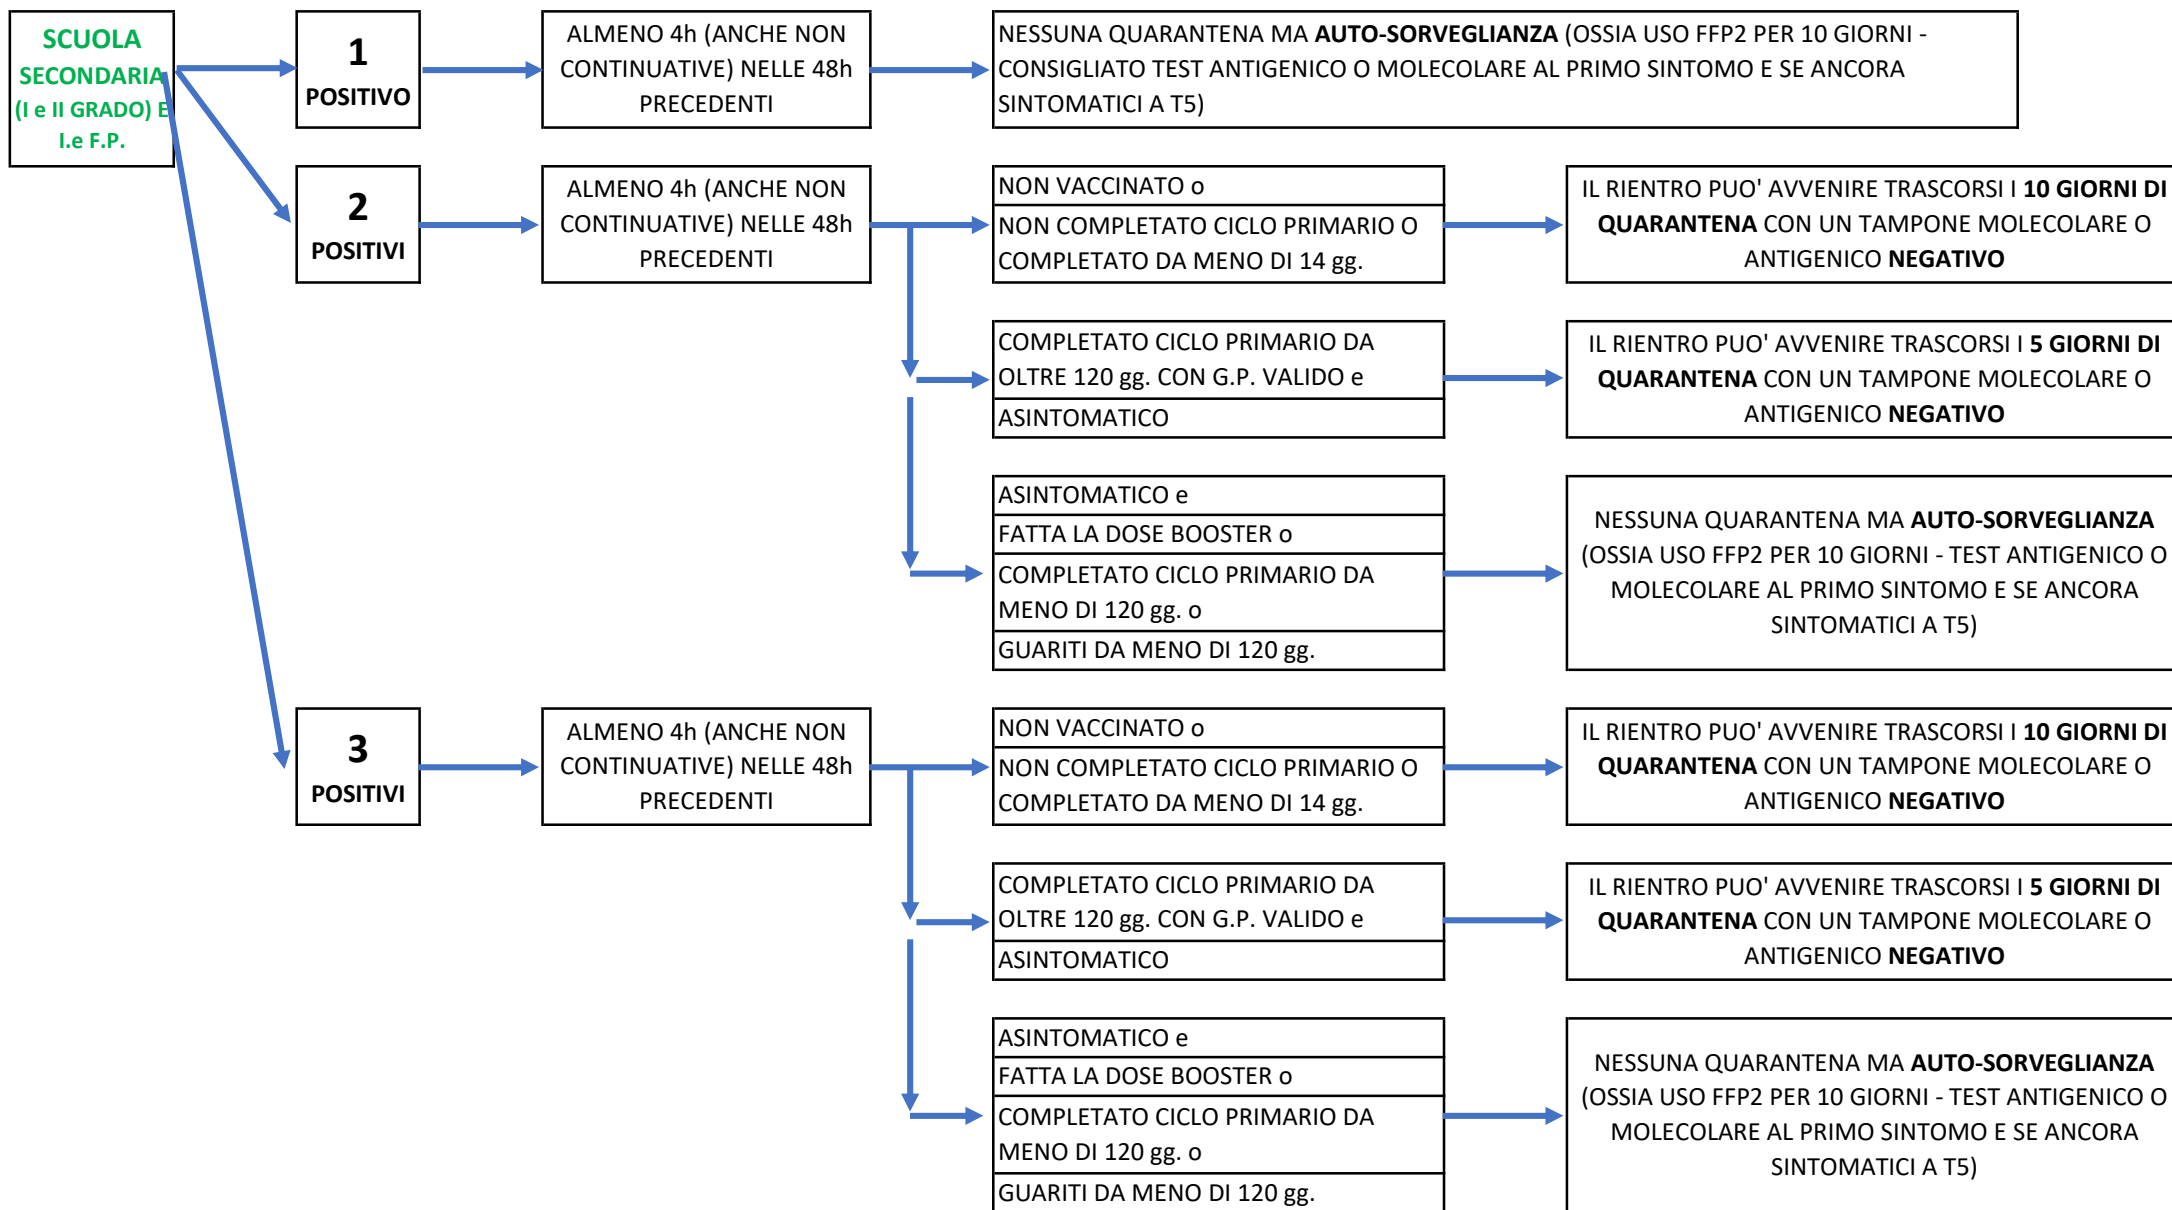 SCUOLA
SECONDARIA
(I e II GRADO) E
I.e F.P.
1
POSITIVO
ALMENO 4h (ANCHE NON
CONTINUATIVE) NELLE 48h
PRECEDENTI
NESSUNA QUARANTENA MA AUTO-SORVEGLIANZA (OSSIA USO FFP2 PER 10 GIORNI -
CONSIGLIATO TEST ANTIGENICO O MOLECOLARE AL PRIMO SINTOMO E SE ANCORA
SINTOMATICI A T5)
2
POSITIVI
ALMENO 4h (ANCHE NON
CONTINUATIVE) NELLE 48h
PRECEDENTI
NON VACCINATO o
NON COMPLETATO CICLO PRIMARIO O
COMPLETATO DA MENO DI 14 gg.
IL RIENTRO PUO' AVVENIRE TRASCORSI I 10 GIORNI DI
QUARANTENA CON UN TAMPONE MOLECOLARE O
ANTIGENICO NEGATIVO
COMPLETATO CICLO PRIMARIO DA
OLTRE 120 gg. CON G.P. VALIDO e
ASINTOMATICO
IL RIENTRO PUO' AVVENIRE TRASCORSI I 5 GIORNI DI
QUARANTENA CON UN TAMPONE MOLECOLARE O
ANTIGENICO NEGATIVO
ASINTOMATICO e
FATTA LA DOSE BOOSTER o
COMPLETATO CICLO PRIMARIO DA
MENO DI 120 gg. o
GUARITI DA MENO DI 120 gg.
NESSUNA QUARANTENA MA AUTO-SORVEGLIANZA
(OSSIA USO FFP2 PER 10 GIORNI - TEST ANTIGENICO O
MOLECOLARE AL PRIMO SINTOMO E SE ANCORA
SINTOMATICI A T5)
3
POSITIVI
ALMENO 4h (ANCHE NON
CONTINUATIVE) NELLE 48h
PRECEDENTI
NON VACCINATO o
NON COMPLETATO CICLO PRIMARIO O
COMPLETATO DA MENO DI 14 gg.
IL RIENTRO PUO' AVVENIRE TRASCORSI I 10 GIORNI DI
QUARANTENA CON UN TAMPONE MOLECOLARE O
ANTIGENICO NEGATIVO
COMPLETATO CICLO PRIMARIO DA
OLTRE 120 gg. CON G.P. VALIDO e
ASINTOMATICO
IL RIENTRO PUO' AVVENIRE TRASCORSI I 5 GIORNI DI
QUARANTENA CON UN TAMPONE MOLECOLARE O
ANTIGENICO NEGATIVO
ASINTOMATICO e
FATTA LA DOSE BOOSTER o
COMPLETATO CICLO PRIMARIO DA
MENO DI 120 gg. o
GUARITI DA MENO DI 120 gg.
NESSUNA QUARANTENA MA AUTO-SORVEGLIANZA
(OSSIA USO FFP2 PER 10 GIORNI - TEST ANTIGENICO O
MOLECOLARE AL PRIMO SINTOMO E SE ANCORA
SINTOMATICI A T5)